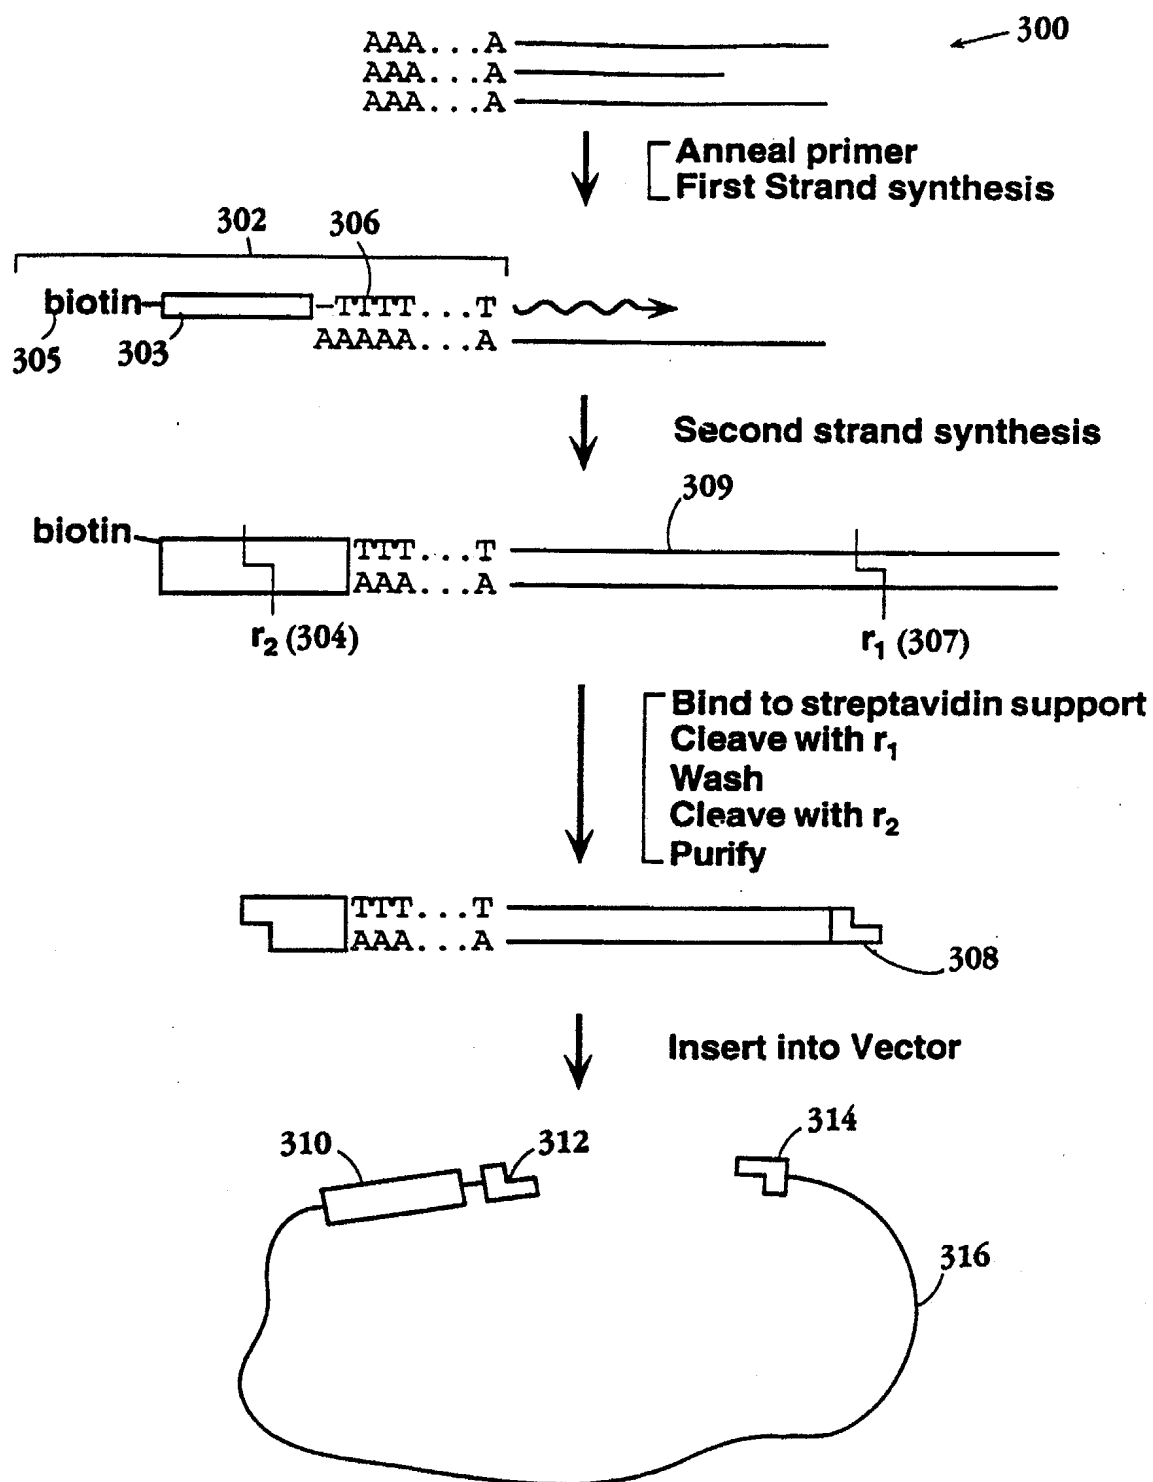 300
AAA...A
AAA...A
AAA...A
Anneal primer
First Strand synthesis
302
306
biotin
TTTT...T
305
303
AAAAA...A
Second strand synthesis
309
biotin
TTT...T
AAA...A
r₂ (304)
r₁ (307)
Bind to streptavidin support
Cleave with r₁
Wash
Cleave with r₂
Purify
TTT...T
AAA...A
308
Insert into Vector
310
312
314
316